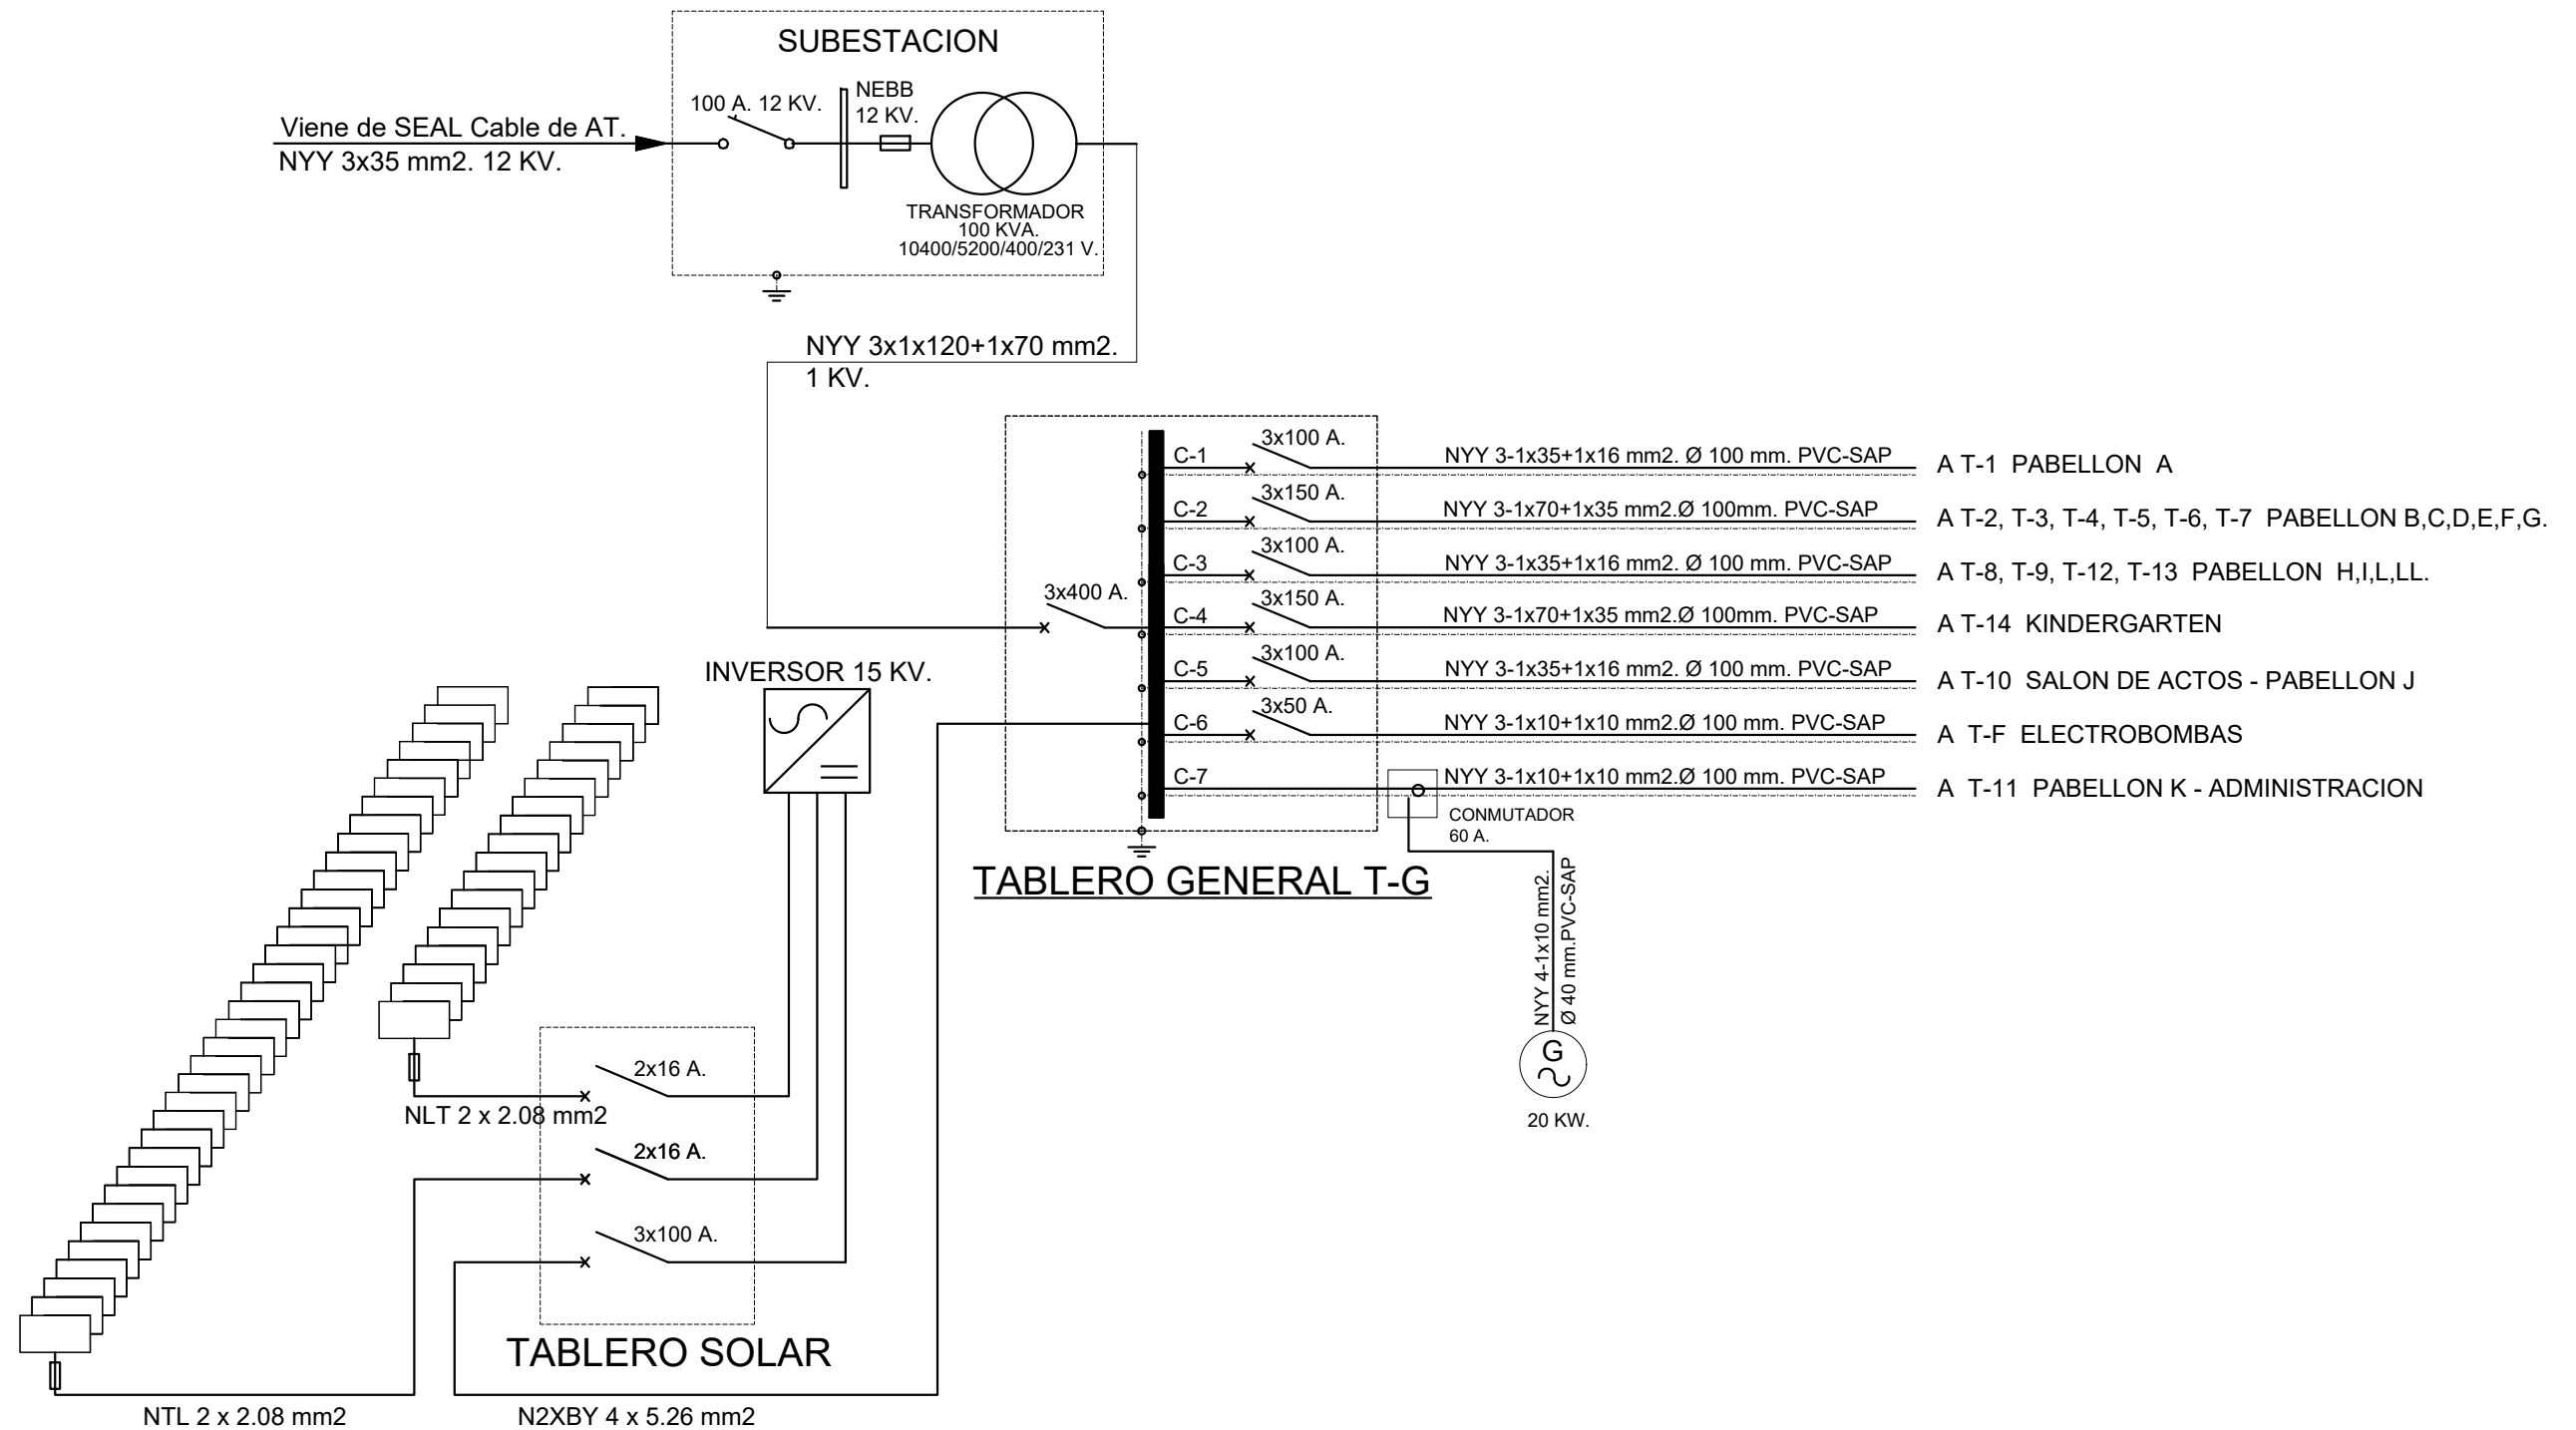 SUBESTACION
100 A. 12 KV.
NEBB
12 KV.
Viene de SEAL Cable de AT.
NYY 3x35 mm2. 12 KV.
TRANSFORMADOR
100 KVA.
10400/5200/400/231 V.
NYY 3x1x120+1x70 mm2.
1 KV.
3x400 A.
C-1 3x100 A. NYY 3-1x35+1x16 mm2. Ø 100 mm. PVC-SAP A T-1 PABELLON A
C-2 3x150 A. NYY 3-1x70+1x35 mm2.Ø 100mm. PVC-SAP A T-2, T-3, T-4, T-5, T-6, T-7 PABELLON B,C,D,E,F,G.
C-3 3x100 A. NYY 3-1x35+1x16 mm2. Ø 100 mm. PVC-SAP A T-8, T-9, T-12, T-13 PABELLON H,I,L,LL.
C-4 3x150 A. NYY 3-1x70+1x35 mm2.Ø 100mm. PVC-SAP A T-14 KINDERGARTEN
C-5 3x100 A. NYY 3-1x35+1x16 mm2. Ø 100 mm. PVC-SAP A T-10 SALON DE ACTOS - PABELLON J
C-6 3x50 A. NYY 3-1x10+1x10 mm2.Ø 100 mm. PVC-SAP A T-F ELECTROBOMBAS
C-7 NYY 3-1x10+1x10 mm2.Ø 100 mm. PVC-SAP A T-11 PABELLON K - ADMINISTRACION
CONMUTADOR
60 A.
TABLERO GENERAL T-G
NYY 4-1x10 mm2.
Ø 40 mm.PVC-SAP
G
20 KW.
INVERSOR 15 KV.
2x16 A.
NLT 2 x 2.08 mm2
2x16 A.
3x100 A.
TABLERO SOLAR
NTL 2 x 2.08 mm2
N2XBY 4 x 5.26 mm2